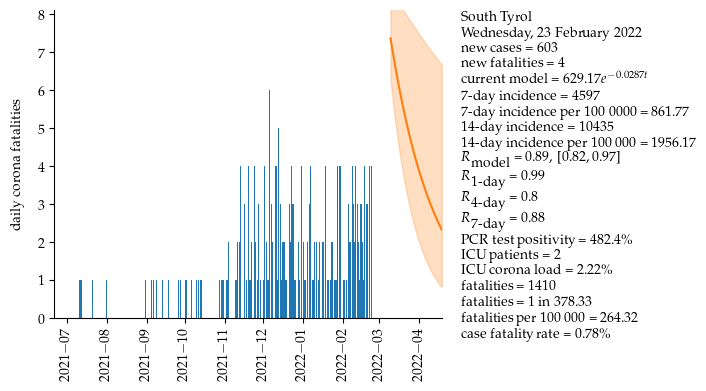 South Tyrol
Wednesday, 23 February 2022
new cases = 603
new fatalities = 4
current model = 629.17e^{−0.0287t}
7-day incidence = 4597
7-day incidence per 100 0000 = 861.77
14-day incidence = 10435
14-day incidence per 100 000 = 1956.17
R_model = 0.89, [0.82, 0.97]
R_1-day = 0.99
R_4-day = 0.8
R_7-day = 0.88
PCR test positivity = 482.4%
ICU patients = 2
ICU corona load = 2.22%
fatalities = 1410
fatalities = 1 in 378.33
fatalities per 100 000 = 264.32
case fatality rate = 0.78%
daily corona fatalities
8
7
6
5
4
3
2
1
0
2021−07
2021−08
2021−09
2021−10
2021−11
2021−12
2022−01
2022−02
2022−03
2022−04